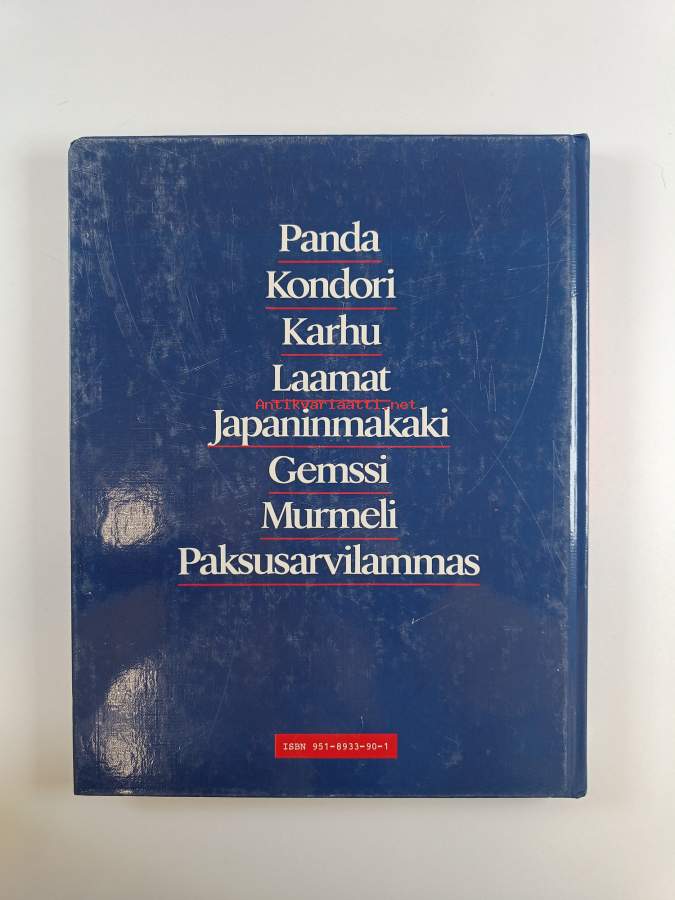 Panda
Kondori
Karhu
Laamat
Antikvariaatti.net
Japaninmakaki
Gemssi
Murmeli
Paksusarvilammas
ISBN 951-8933-90-1